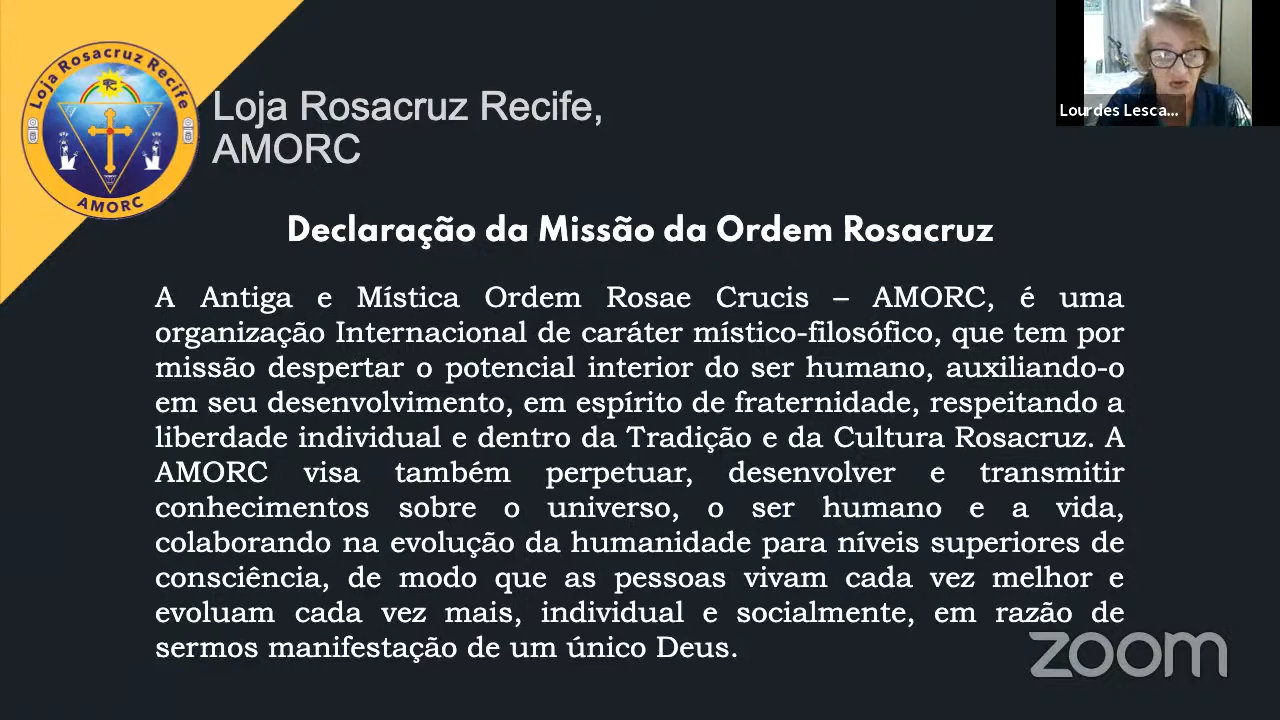 Loja Rosacruz Recife
AMORC
Loja Rosacruz Recife,
AMORC
Lourdes Lesca...
Declaração da Missão da Ordem Rosacruz
A Antiga e Mística Ordem Rosae Crucis – AMORC, é uma
organização Internacional de caráter místico-filosófico, que tem por
missão despertar o potencial interior do ser humano, auxiliando-o
em seu desenvolvimento, em espírito de fraternidade, respeitando a
liberdade individual e dentro da Tradição e da Cultura Rosacruz. A
AMORC visa também perpetuar, desenvolver e transmitir
conhecimentos sobre o universo, o ser humano e a vida,
colaborando na evolução da humanidade para níveis superiores de
consciência, de modo que as pessoas vivam cada vez melhor e
evoluam cada vez mais, individual e socialmente, em razão de
sermos manifestação de um único Deus.
zoom